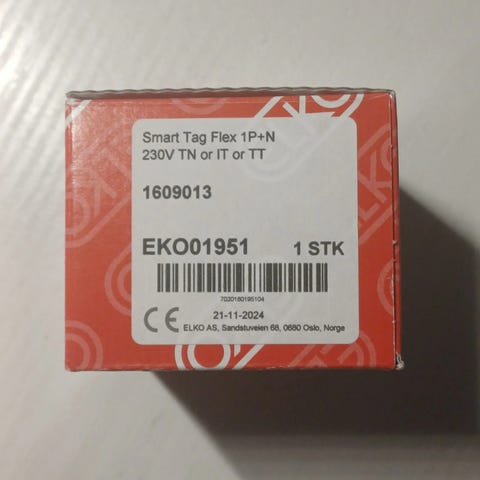 Smart Tag Flex 1P+N
230V TN or IT or TT
1609013
EKO01951 1 STK
7020160195104
21-11-2024
CE ELKO AS, Sandstuveien 68, 0680 Oslo, Norge